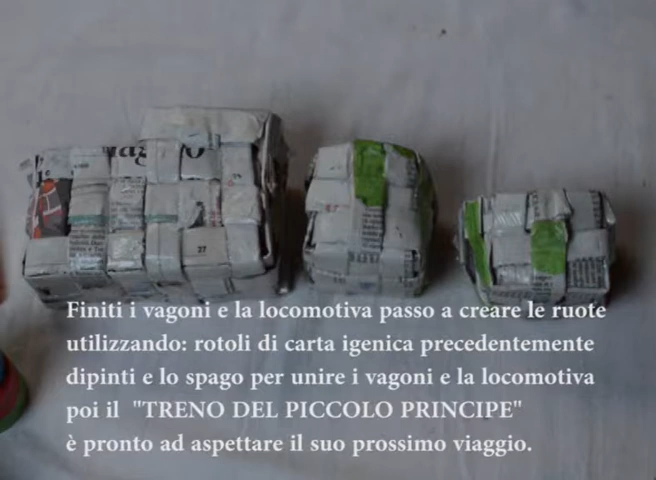 27
Finiti i vagoni e la locomotiva passo a creare le ruote
utilizzando: rotoli di carta igenica precedentemente
dipinti e lo spago per unire i vagoni e la locomotiva
poi il "TRENO DEL PICCOLO PRINCIPE"
è pronto ad aspettare il suo prossimo viaggio.